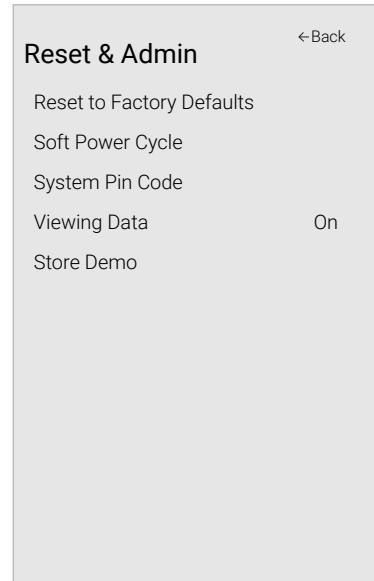 ←Back
Reset & Admin
Reset to Factory Defaults
Soft Power Cycle
System Pin Code
Viewing Data On
Store Demo